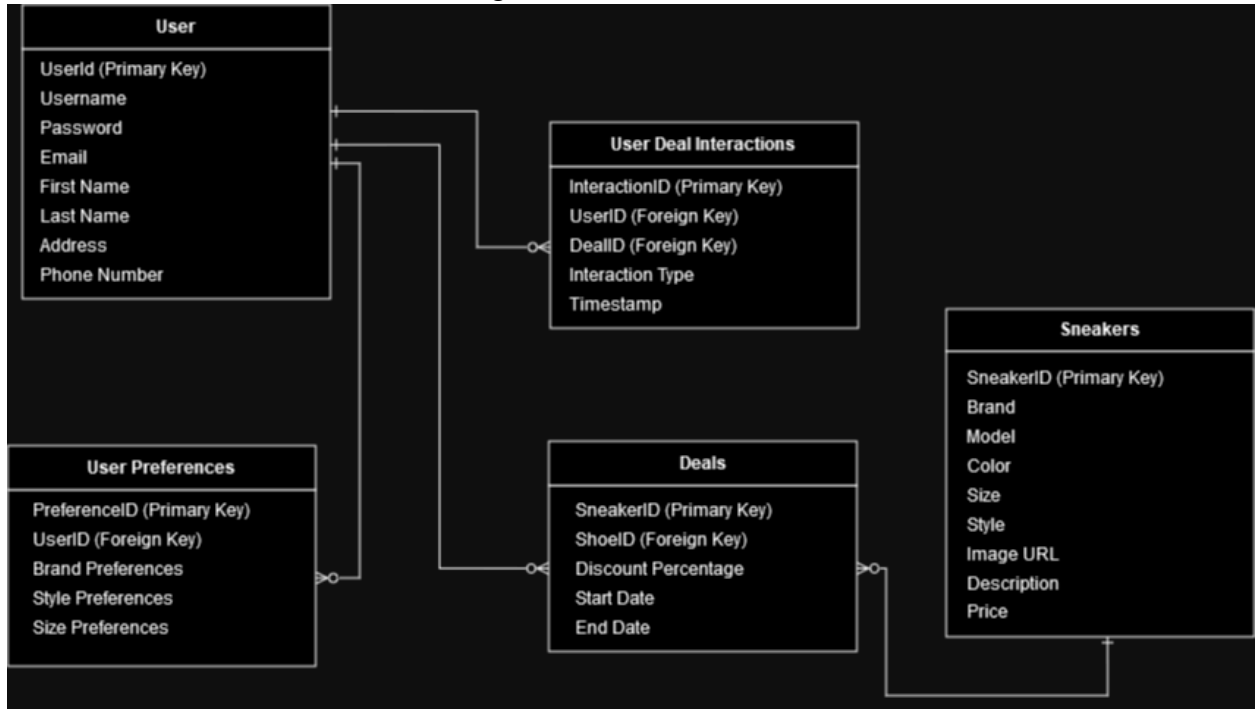 User
UserId (Primary Key)
Username
Password
Email
First Name
Last Name
Address
Phone Number
User Deal Interactions
InteractionID (Primary Key)
UserID (Foreign Key)
DealID (Foreign Key)
Interaction Type
Timestamp
Sneakers
SneakerID (Primary Key)
Brand
Model
Color
Size
Style
Image URL
Description
Price
User Preferences
PreferenceID (Primary Key)
UserID (Foreign Key)
Brand Preferences
Style Preferences
Size Preferences
Deals
SneakerID (Primary Key)
ShoeID (Foreign Key)
Discount Percentage
Start Date
End Date